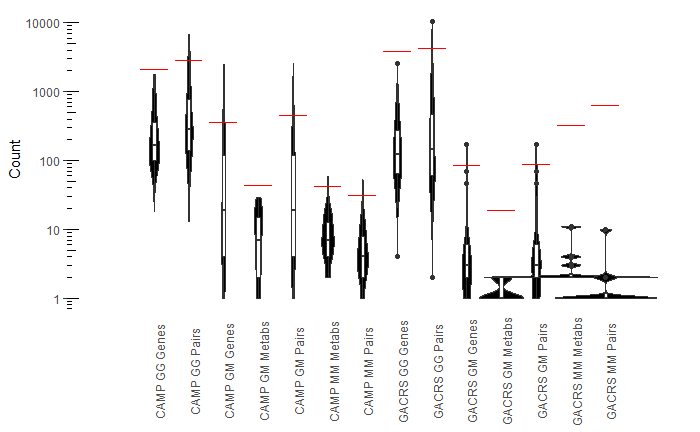 10000
1000
100
10
1
Count
CAMP GG Genes
CAMP GG Pairs
CAMP GM Genes
CAMP GM Metabs
CAMP GM Pairs
CAMP MM Metabs
CAMP MM Pairs
GACRS GG Genes
GACRS GG Pairs
GACRS GM Genes
GACRS GM Metabs
GACRS GM Pairs
GACRS MM Metabs
GACRS MM Pairs